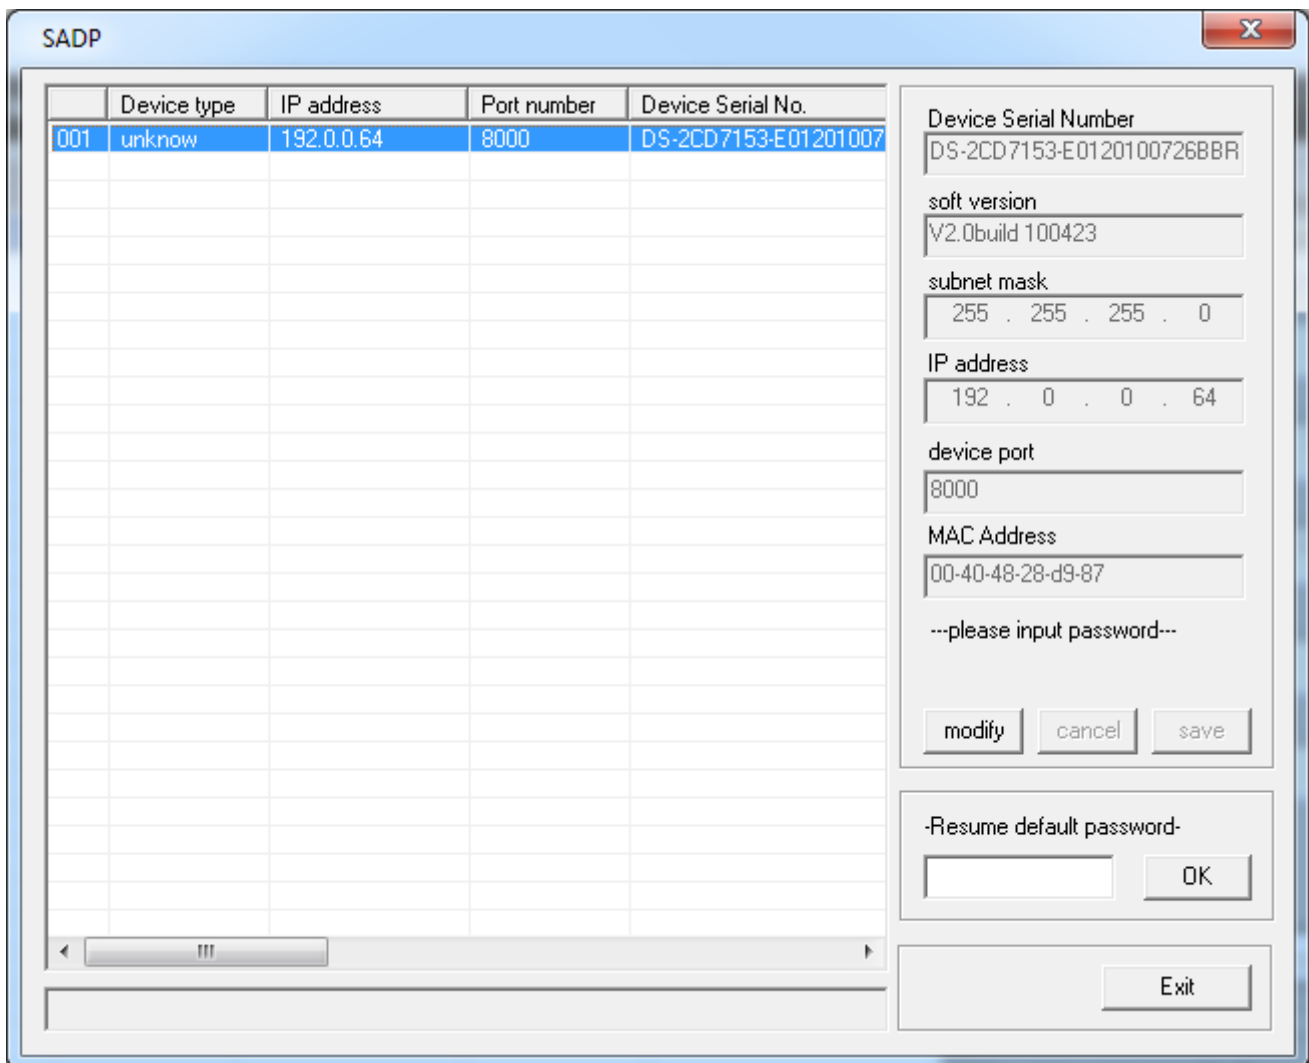 SADP
Device type IP address Port number Device Serial No.
001 unknow 192.0.0.64 8000 DS-2CD7153-E01201007
Device Serial Number
DS-2CD7153-E0120100726BBR
soft version
V2.0build 100423
subnet mask
255 . 255 . 255 . 0
IP address
192 . 0 . 0 . 64
device port
8000
MAC Address
00-40-48-28-d9-87
---please input password---
modify cancel save
-Resume default password-
OK
Exit